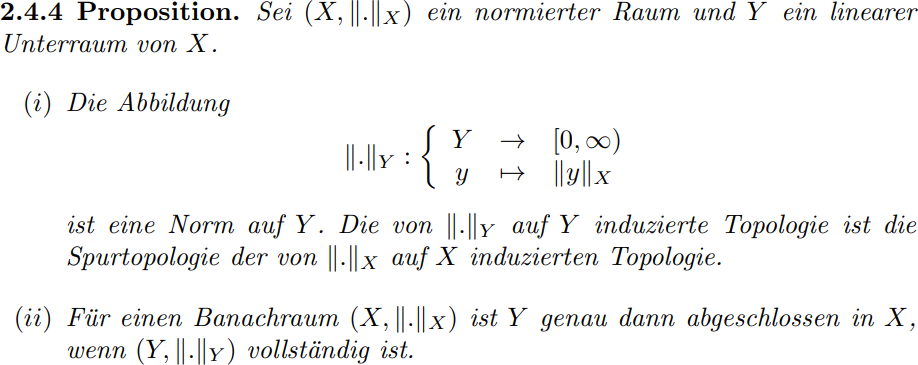 2.4.4 Proposition. Sei (X, ‖.‖_X) ein normierter Raum und Y ein linearer
Unterraum von X.
(i) Die Abbildung
‖.‖_Y : { Y → [0, ∞)
y ↦ ‖y‖_X
ist eine Norm auf Y. Die von ‖.‖_Y auf Y induzierte Topologie ist die
Spurtopologie der von ‖.‖_X auf X induzierten Topologie.
(ii) Für einen Banachraum (X, ‖.‖_X) ist Y genau dann abgeschlossen in X,
wenn (Y, ‖.‖_Y) vollständig ist.